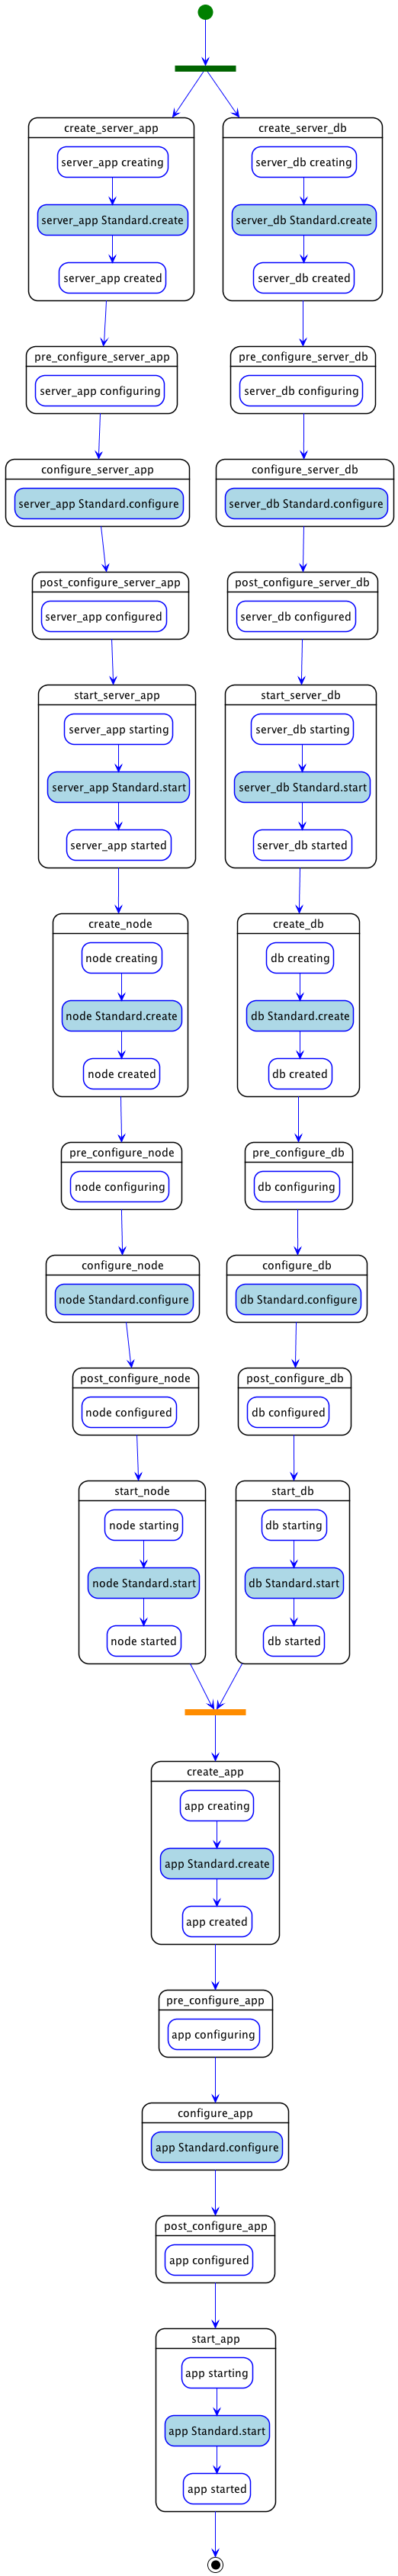 create_server_app
server_app creating
server_app Standard.create
server_app created
create_server_db
server_db creating
server_db Standard.create
server_db created
pre_configure_server_app
server_app configuring
pre_configure_server_db
server_db configuring
configure_server_app
server_app Standard.configure
configure_server_db
server_db Standard.configure
post_configure_server_app
server_app configured
post_configure_server_db
server_db configured
start_server_app
server_app starting
server_app Standard.start
server_app started
start_server_db
server_db starting
server_db Standard.start
server_db started
create_node
node creating
node Standard.create
node created
create_db
db creating
db Standard.create
db created
pre_configure_node
node configuring
pre_configure_db
db configuring
configure_node
node Standard.configure
configure_db
db Standard.configure
post_configure_node
node configured
post_configure_db
db configured
start_node
node starting
node Standard.start
node started
start_db
db starting
db Standard.start
db started
create_app
app creating
app Standard.create
app created
pre_configure_app
app configuring
configure_app
app Standard.configure
post_configure_app
app configured
start_app
app starting
app Standard.start
app started